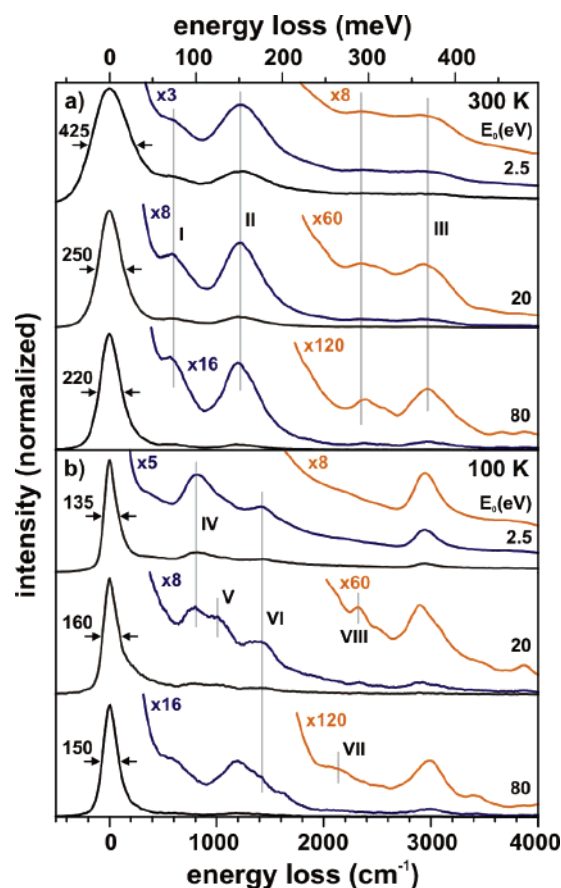 energy loss (meV)
0 100 200 300 400
a) x3 x8 300 K
425 E₀(eV)
2.5
x8 x60
250 I II III
20
x16 x120
220
80
b) x5 x8 100 K
135 E₀(eV)
IV 2.5
x8 x60
V VI
160 VIII 20
x16 x120
150 VII
80
0 1000 2000 3000 4000
energy loss (cm⁻¹)
intensity (normalized)